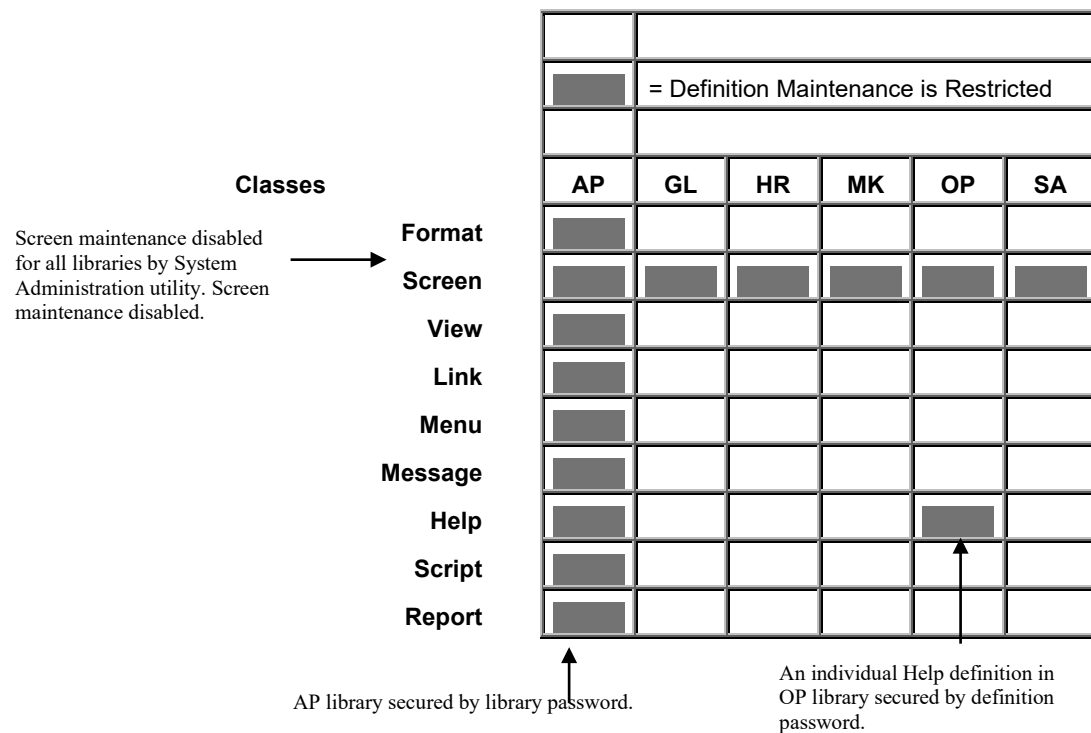 = Definition Maintenance is Restricted
Classes
AP GL HR MK OP SA
Format
Screen maintenance disabled
for all libraries by System
Administration utility. Screen
maintenance disabled.
Screen
View
Link
Menu
Message
Help
Script
Report
AP library secured by library password.
An individual Help definition in
OP library secured by definition
password.